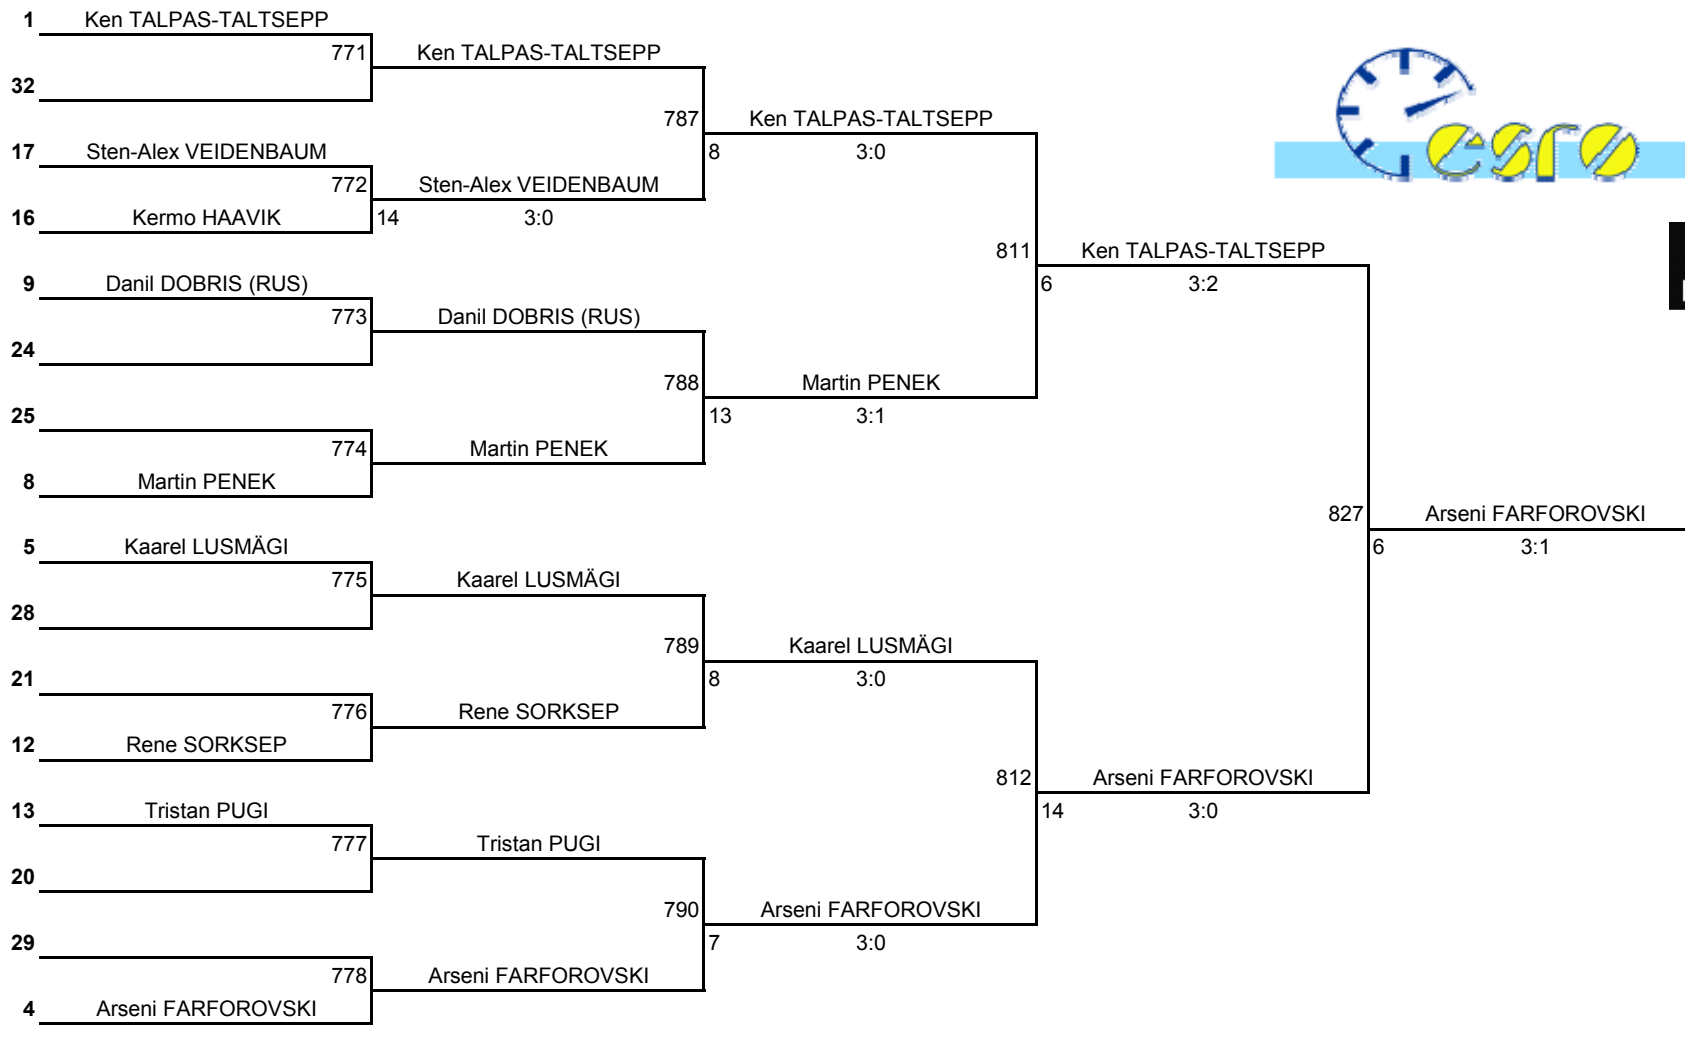 1 Ken TALPAS-TALTSEPP
771 Ken TALPAS-TALTSEPP
32
787 Ken TALPAS-TALTSEPP
17 Sten-Alex VEIDENBAUM 8 3:0
772 Sten-Alex VEIDENBAUM
16 Kermo HAAVIK 14 3:0
811 Ken TALPAS-TALTSEPP
9 Danil DOBRIS (RUS) 6 3:2
773 Danil DOBRIS (RUS)
24
788 Martin PENEK
25 13 3:1
774 Martin PENEK
8 Martin PENEK
827 Arseni FARFOROVSKI
5 Kaarel LUSMÄGI 6 3:1
775 Kaarel LUSMÄGI
28
789 Kaarel LUSMÄGI
21 8 3:0
776 Rene SORKSEP
12 Rene SORKSEP
812 Arseni FARFOROVSKI
13 Tristan PUGI 14 3:0
777 Tristan PUGI
20
790 Arseni FARFOROVSKI
29 7 3:0
778 Arseni FARFOROVSKI
4 Arseni FARFOROVSKI